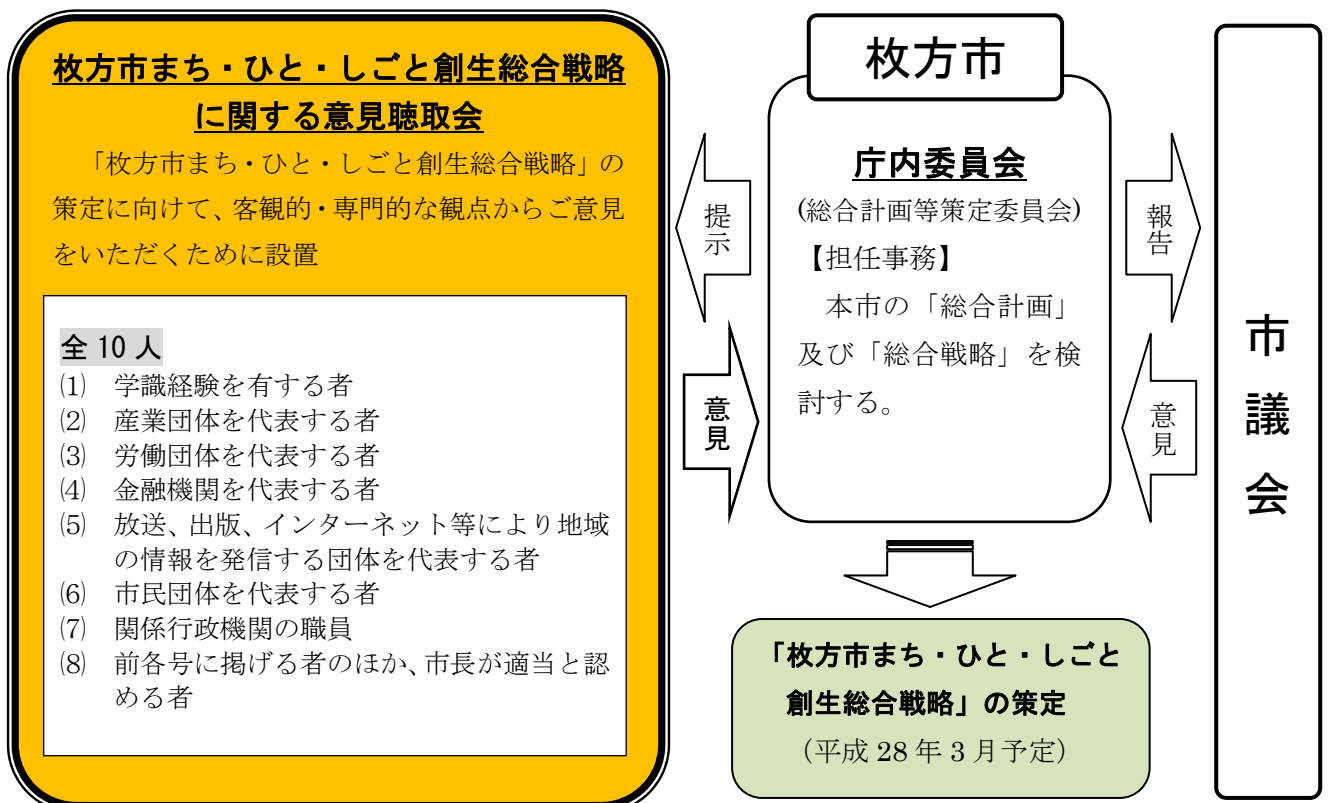 枚方市まち・ひと・しごと創生総合戦略
に関する意見聴取会
「枚方市まち・ひと・しごと創生総合戦略」の
策定に向けて、客観的・専門的な観点からご意見
をいただくために設置
全 10 人
⑴ 学識経験を有する者
⑵ 産業団体を代表する者
⑶ 労働団体を代表する者
⑷ 金融機関を代表する者
⑸ 放送、出版、インターネット等により地域
の情報を発信する団体を代表する者
⑹ 市民団体を代表する者
⑺ 関係行政機関の職員
⑻ 前各号に掲げる者のほか、市長が適当と認
める者
提示
意見
枚方市
庁内委員会
(総合計画等策定委員会)
【担任事務】
本市の「総合計画」
及び「総合戦略」を検
討する。
報告
意見
市議会
「枚方市まち・ひと・しごと
創生総合戦略」の策定
（平成 28 年 3 月予定）